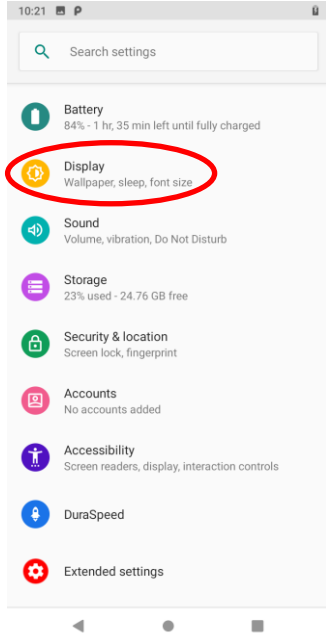 10:21
Search settings
Battery
84% - 1 hr, 35 min left until fully charged
Display
Wallpaper, sleep, font size
Sound
Volume, vibration, Do Not Disturb
Storage
23% used - 24.76 GB free
Security & location
Screen lock, fingerprint
Accounts
No accounts added
Accessibility
Screen readers, display, interaction controls
DuraSpeed
Extended settings